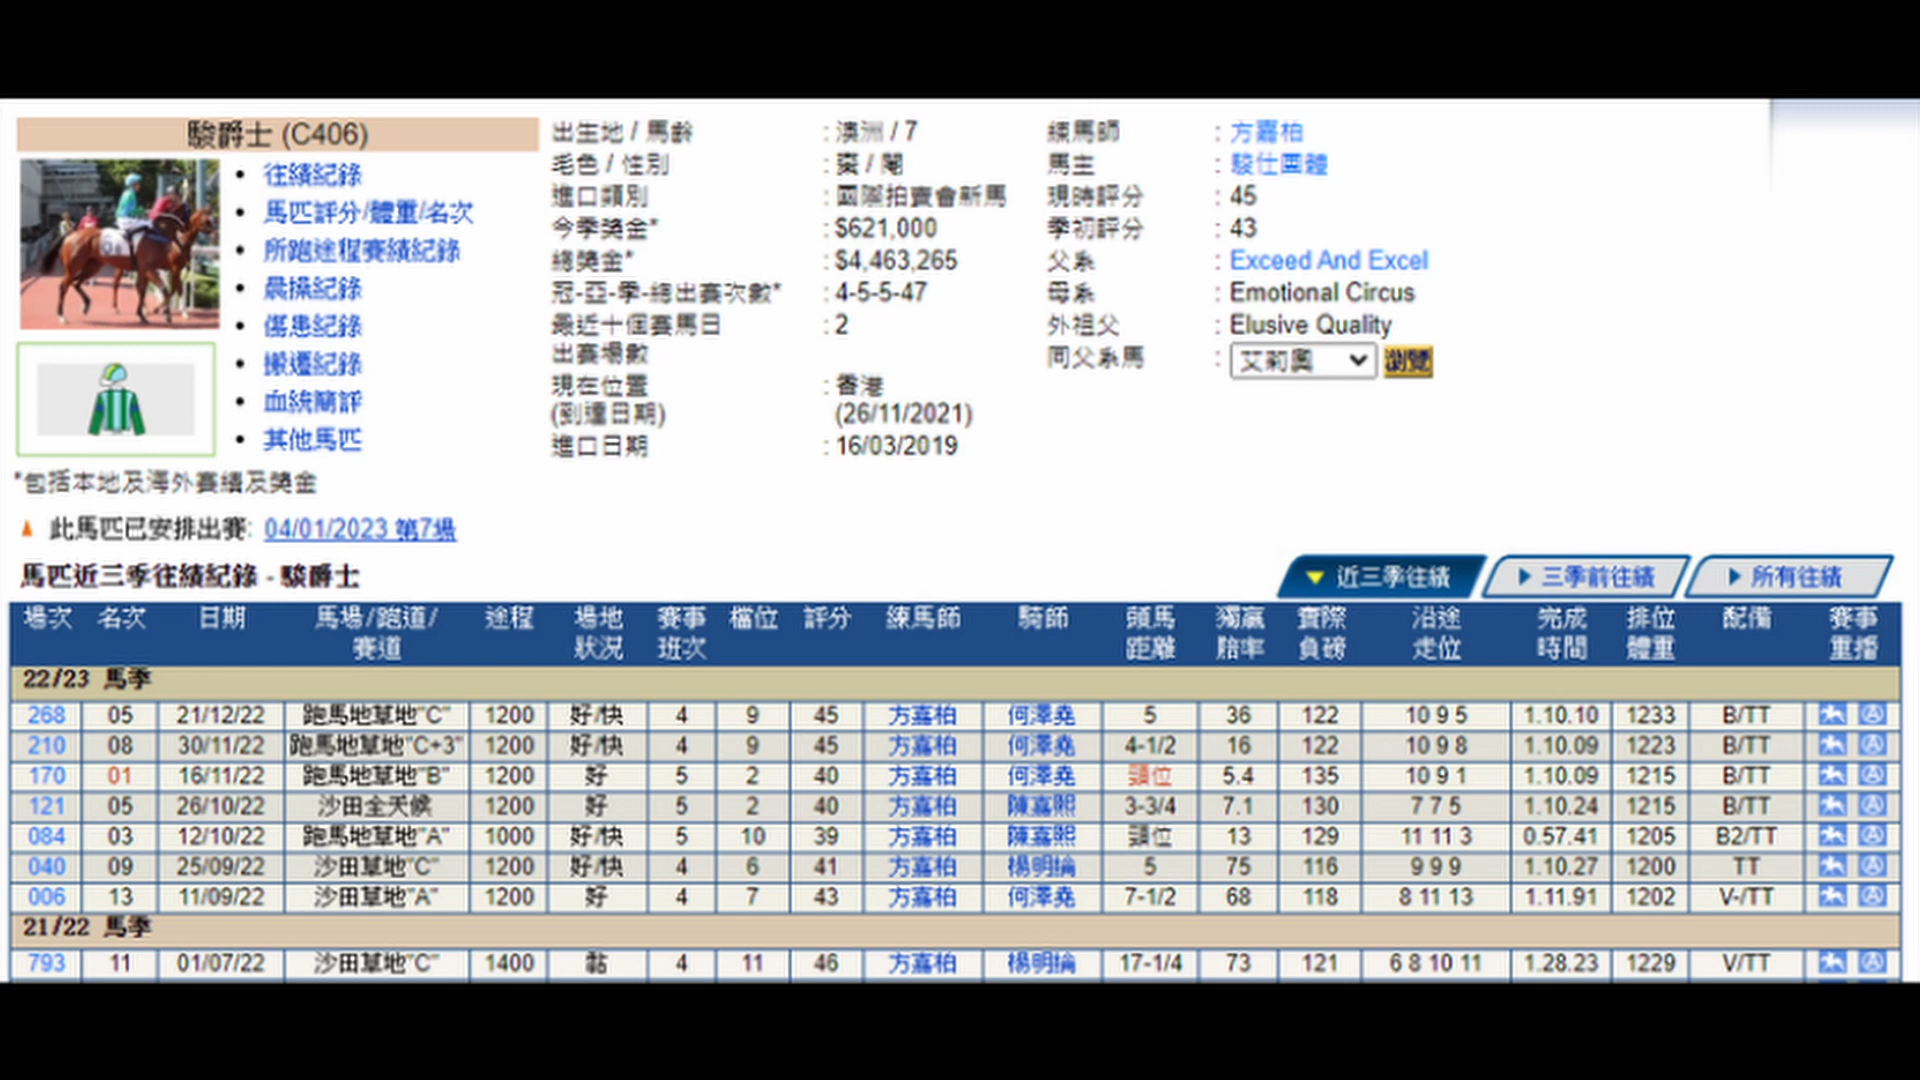 駿爵士 (C406)
• 往績紀錄
• 馬匹評分/體重/名次
• 所跑途程賽績紀錄
• 晨操紀錄
• 傷患紀錄
• 搬遷紀錄
• 血統簡評
• 其他馬匹
出生地 / 馬齡 : 澳洲 / 7
毛色 / 性別 : 棗 / 閹
進口類別 : 國際拍賣會新馬
今季獎金* : $621,000
總獎金* : $4,463,265
冠-亞-季-總出賽次數* : 4-5-5-47
最近十個賽馬日 : 2
出賽場數
現在位置 : 香港
(到達日期) (26/11/2021)
進口日期 : 16/03/2019
練馬師 : 方嘉柏
馬主 : 駿仕團體
現時評分 : 45
季初評分 : 43
父系 : Exceed And Excel
母系 : Emotional Circus
外祖父 : Elusive Quality
同父系馬 : 艾莉奧 瀏覽
*包括本地及海外賽績及獎金
此馬匹已安排出賽: 04/01/2023 第7場
馬匹近三季往績紀錄 - 駿爵士
近三季往績 三季前往績 所有往績
場次 名次 日期 馬場/跑道/賽道 途程 場地狀況 賽事班次 檔位 評分 練馬師 騎師 頭馬距離 獨贏賠率 實際負磅 沿途走位 完成時間 排位體重 配備 賽事重播
22/23 馬季
268 05 21/12/22 跑馬地草地"C" 1200 好/快 4 9 45 方嘉柏 何澤堯 5 36 122 10 9 5 1.10.10 1233 B/TT
210 08 30/11/22 跑馬地草地"C+3" 1200 好/快 4 9 45 方嘉柏 何澤堯 4-1/2 16 122 10 9 8 1.10.09 1223 B/TT
170 01 16/11/22 跑馬地草地"B" 1200 好 5 2 40 方嘉柏 何澤堯 頭位 5.4 135 10 9 1 1.10.09 1215 B/TT
121 05 26/10/22 沙田全天候 1200 好 5 2 40 方嘉柏 陳嘉熙 3-3/4 7.1 130 7 7 5 1.10.24 1215 B/TT
084 03 12/10/22 跑馬地草地"A" 1000 好/快 5 10 39 方嘉柏 陳嘉熙 頸位 13 129 11 11 3 0.57.41 1205 B2/TT
040 09 25/09/22 沙田草地"C" 1200 好/快 4 6 41 方嘉柏 楊明綸 5 75 116 9 9 9 1.10.27 1200 TT
006 13 11/09/22 沙田草地"A" 1200 好 4 7 43 方嘉柏 何澤堯 7-1/2 68 118 8 11 13 1.11.91 1202 V-/TT
21/22 馬季
793 11 01/07/22 沙田草地"C" 1400 黏 4 11 46 方嘉柏 楊明綸 17-1/4 73 121 6 8 10 11 1.28.23 1229 V/TT